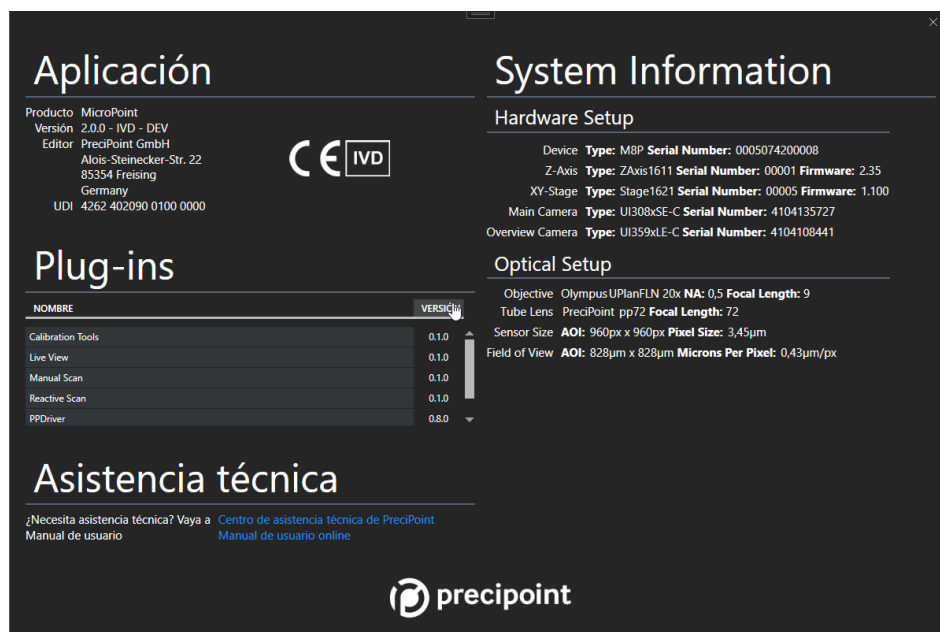 Aplicación
Producto MicroPoint
Versión 2.0.0 - IVD - DEV
Editor PreciPoint GmbH
Alois-Steinecker-Str. 22
85354 Freising
Germany
UDI 4262 402090 0100 0000
CE IVD
Plug-ins
NOMBRE VERSIÓN
Calibration Tools 0.1.0
Live View 0.1.0
Manual Scan 0.1.0
Reactive Scan 0.1.0
PPDriver 0.8.0
Asistencia técnica
¿Necesita asistencia técnica? Vaya a Centro de asistencia técnica de PreciPoint
Manual de usuario Manual de usuario online
System Information
Hardware Setup
Device Type: M8P Serial Number: 0005074200008
Z-Axis Type: ZAxis1611 Serial Number: 00001 Firmware: 2.35
XY-Stage Type: Stage1621 Serial Number: 00005 Firmware: 1.100
Main Camera Type: UI308xSE-C Serial Number: 4104135727
Overview Camera Type: UI359xLE-C Serial Number: 4104108441
Optical Setup
Objective Olympus UPlanFLN 20x NA: 0,5 Focal Length: 9
Tube Lens PreciPoint pp72 Focal Length: 72
Sensor Size AOI: 960px x 960px Pixel Size: 3,45µm
Field of View AOI: 828µm x 828µm Microns Per Pixel: 0,43µm/px
precipoint